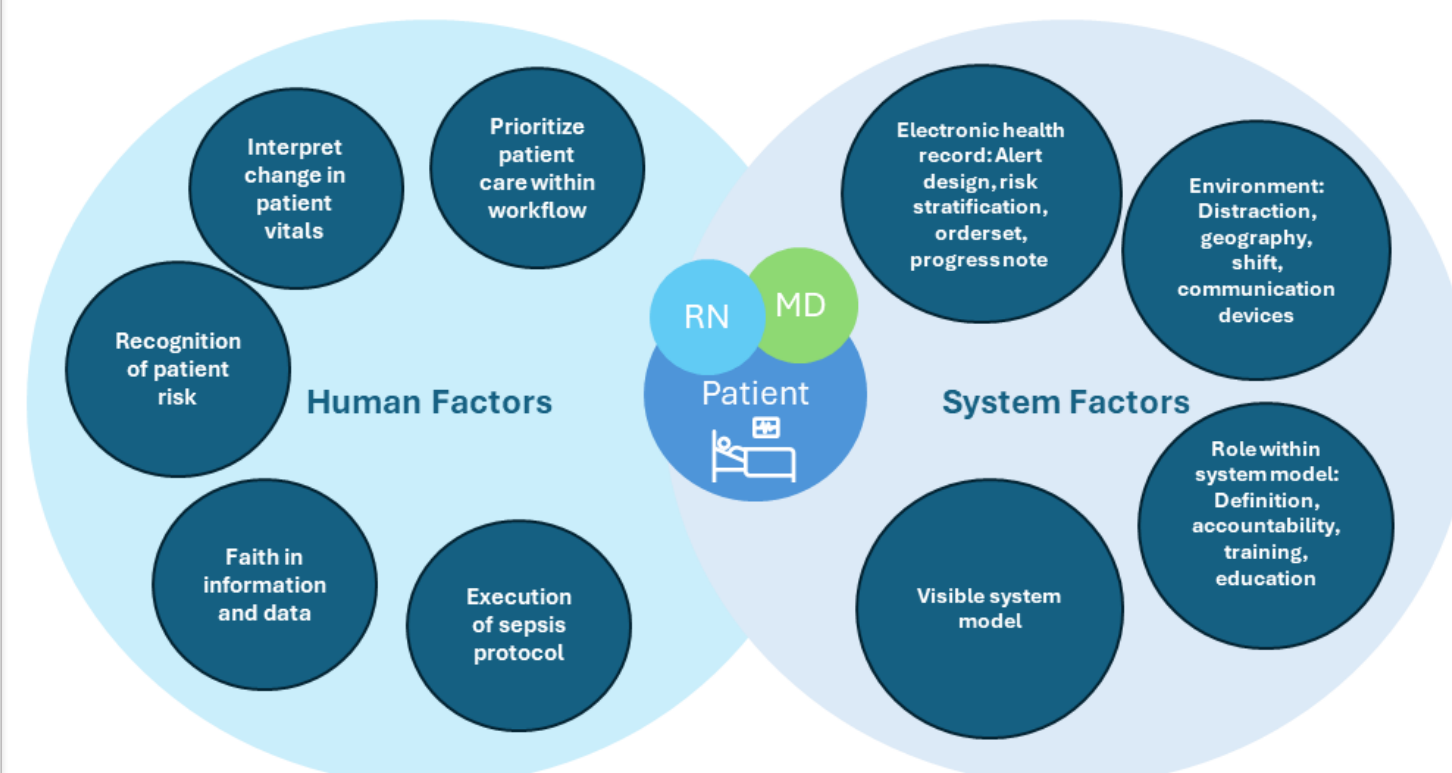 Interpret
change in
patient
vitals
Prioritize
patient
care within
workflow
Recognition
of patient
risk
Human Factors
Faith in
information
and data
Execution
of sepsis
protocol
RN
MD
Patient
Electronic health
record: Alert
design, risk
stratification,
orderset,
progress note
Environment:
Distraction,
geography,
shift,
communication
devices
System Factors
Role within
system model:
Definition,
accountability,
training,
education
Visible system
model